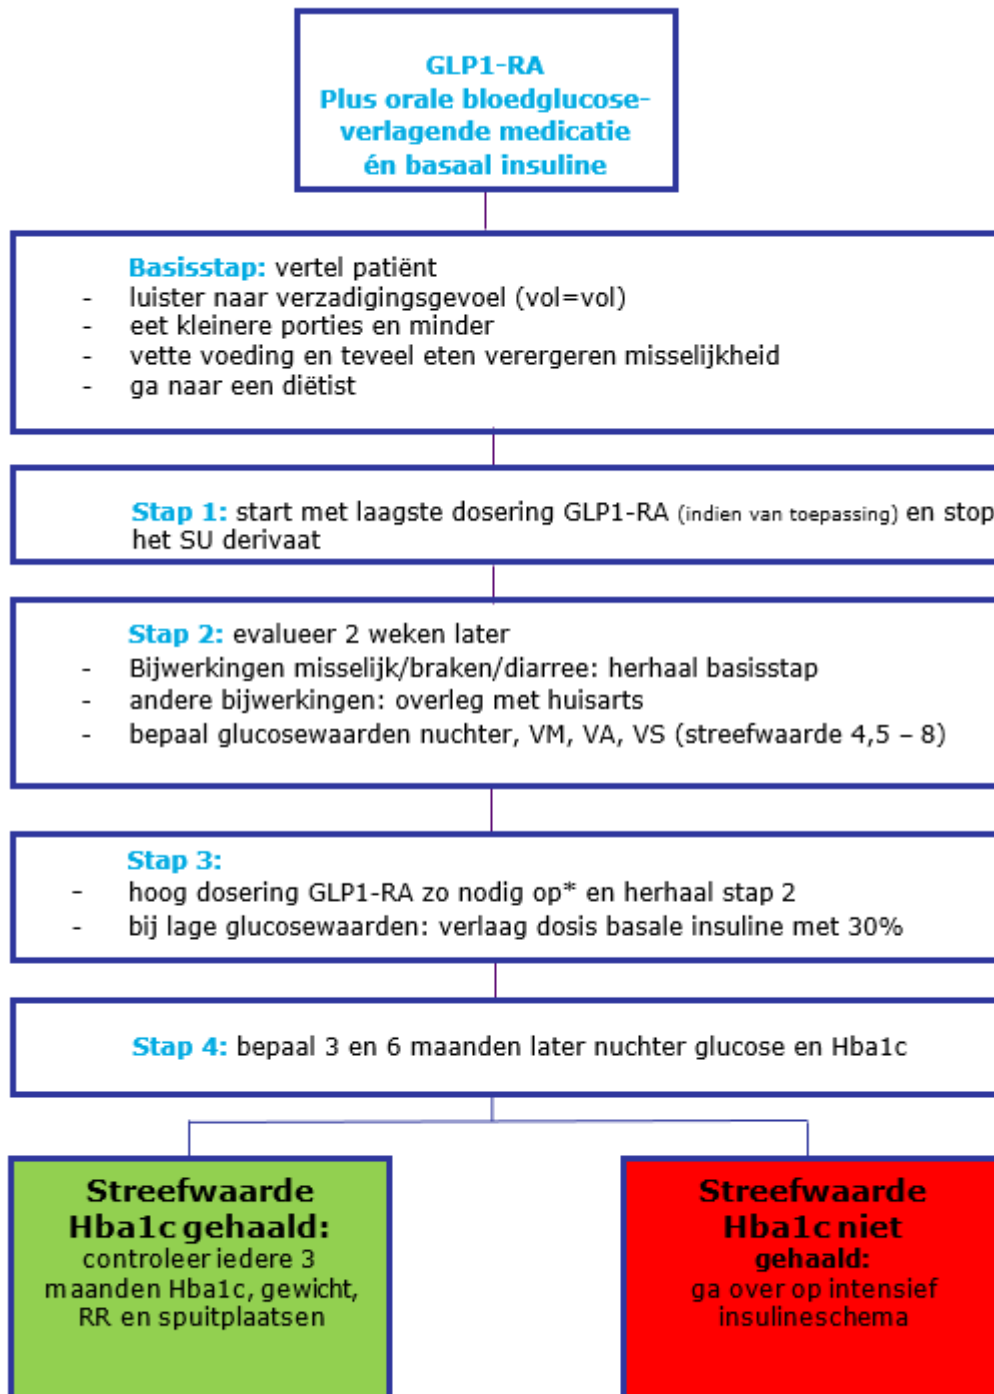 GLP1-RA
Plus orale bloedglucose-
verlagende medicatie
én basaal insuline
Basisstap: vertel patiënt
- luister naar verzadigingsgevoel (vol=vol)
- eet kleinere porties en minder
- vette voeding en teveel eten verergeren misselijkheid
- ga naar een diëtist
Stap 1: start met laagste dosering GLP1-RA (indien van toepassing) en stop
het SU derivaat
Stap 2: evalueer 2 weken later
- Bijwerkingen misselijk/braken/diarree: herhaal basisstap
- andere bijwerkingen: overleg met huisarts
- bepaal glucosewaarden nuchter, VM, VA, VS (streefwaarde 4,5 – 8)
Stap 3:
- hoog dosering GLP1-RA zo nodig op* en herhaal stap 2
- bij lage glucosewaarden: verlaag dosis basale insuline met 30%
Stap 4: bepaal 3 en 6 maanden later nuchter glucose en Hba1c
Streefwaarde
Hba1c gehaald:
controleer iedere 3
maanden Hba1c, gewicht,
RR en spuitplaatsen
Streefwaarde
Hba1c niet
gehaald:
ga over op intensief
insulineschema